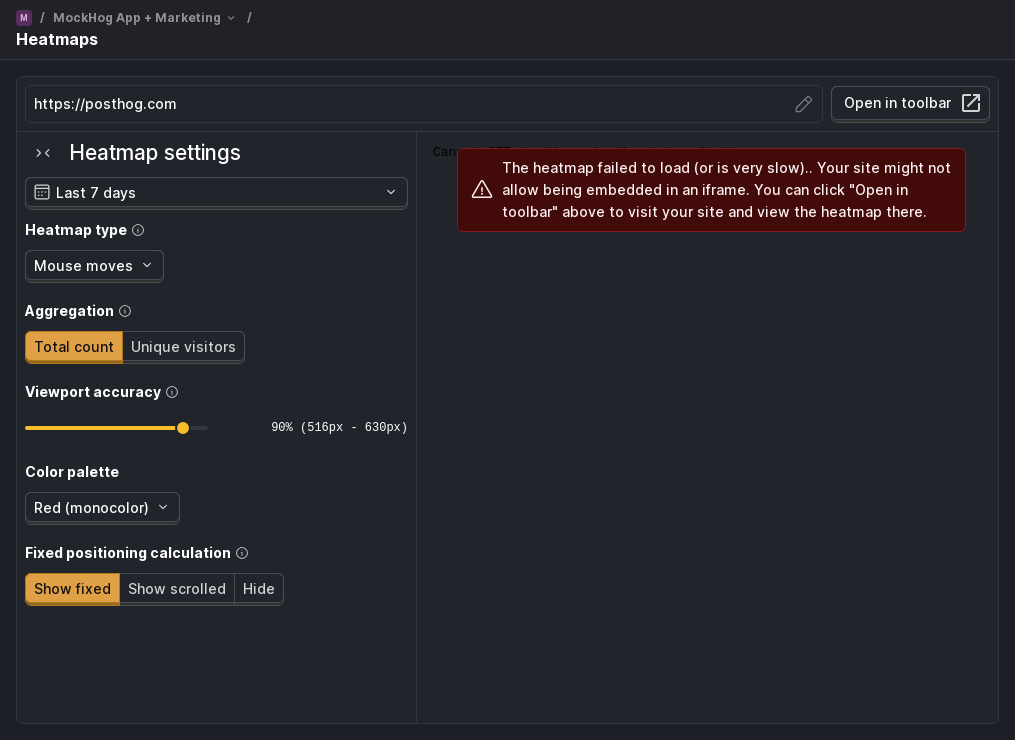 M / MockHog App + Marketing /
Heatmaps
https://posthog.com
Open in toolbar
Heatmap settings
Last 7 days
Heatmap type
Mouse moves
Aggregation
Total count Unique visitors
Viewport accuracy
90% (516px - 630px)
Color palette
Red (monocolor)
Fixed positioning calculation
Show fixed Show scrolled Hide
The heatmap failed to load (or is very slow).. Your site might not
allow being embedded in an iframe. You can click "Open in
toolbar" above to visit your site and view the heatmap there.